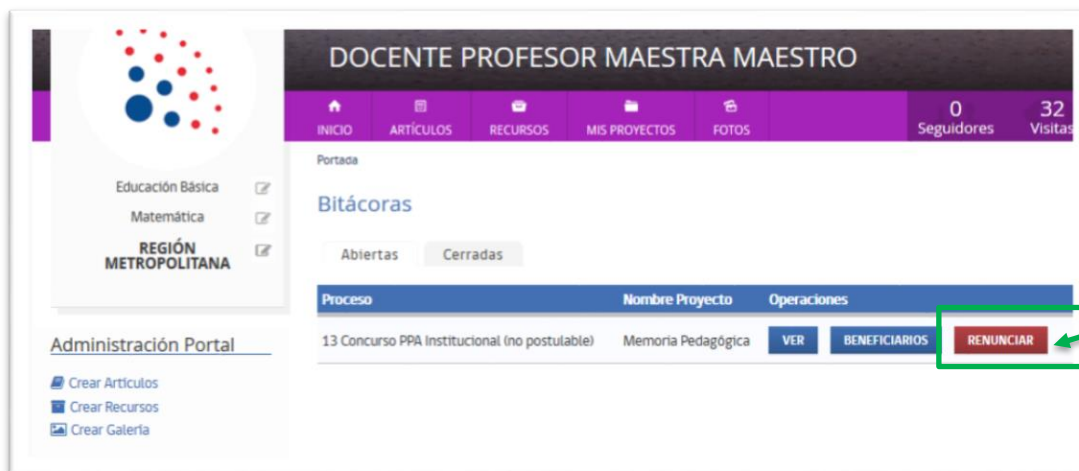 DOCENTE PROFESOR MAESTRA MAESTRO
INICIO ARTÍCULOS RECURSOS MIS PROYECTOS FOTOS
0 Seguidores
32 Visitas
Portada
Educación Básica
Matemática
REGIÓN
METROPOLITANA
Bitácoras
Abiertas Cerradas
Proceso Nombre Proyecto Operaciones
13 Concurso PPA Institucional (no postulable) Memoria Pedagógica VER BENEFICIARIOS RENUNCIAR
Administración Portal
Crear Artículos
Crear Recursos
Crear Galería